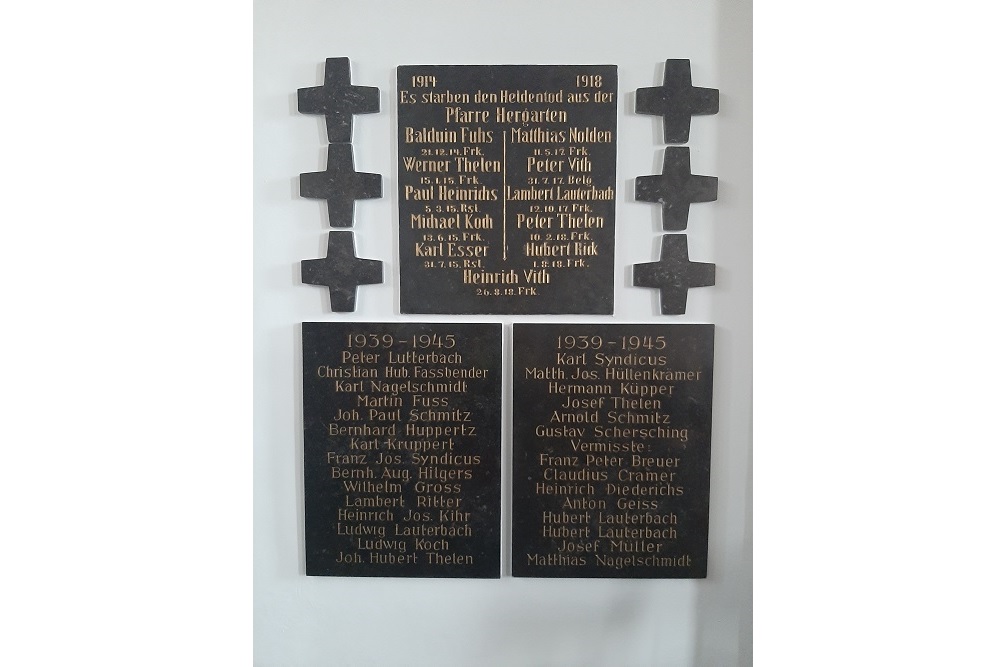 1914 1918
Es starben den Heldentod aus der
Pfarre Hergarten
Balduin Fuhs Matthias Nolden
21.12.14. Frk. 11.5.17. Frk.
Werner Thelen Peter Vith
15.1.15. Frk. 31.7.17. Belg
Paul Heinrichs Lambert Lauterbach
5.3.15. Rsl. 12.10.17. Frk.
Michael Koch Peter Thelen
13.6.15. Frk. 10.2.18. Frk.
Karl Esser Hubert Rick
31.7.15. Rsl. 1.8.18. Frk.
Heinrich Vith
26.8.18. Frk.
1939-1945
Peter Lutterbach
Christian Hub. Fassbender
Karl Nagelschmidt
Martin Fuss
Joh. Paul Schmitz
Bernhard Huppertz
Karl Kruppert
Franz Jos. Syndicus
Bernh. Aug. Hilgers
Wilhelm Gross
Lambert Ritter
Heinrich Jos. Kihr
Ludwig Lauterbach
Ludwig Koch
Joh. Hubert Thelen
1939-1945
Karl Syndicus
Matth. Jos. Hüllenkrämer
Hermann Küpper
Josef Thelen
Arnold Schmitz
Gustav Schersching
Vermisste:
Franz Peter Breuer
Claudius Cramer
Heinrich Diederichs
Anton Geiss
Hubert Lauterbach
Hubert Lauterbach
Josef Müller
Matthias Nagelschmidt